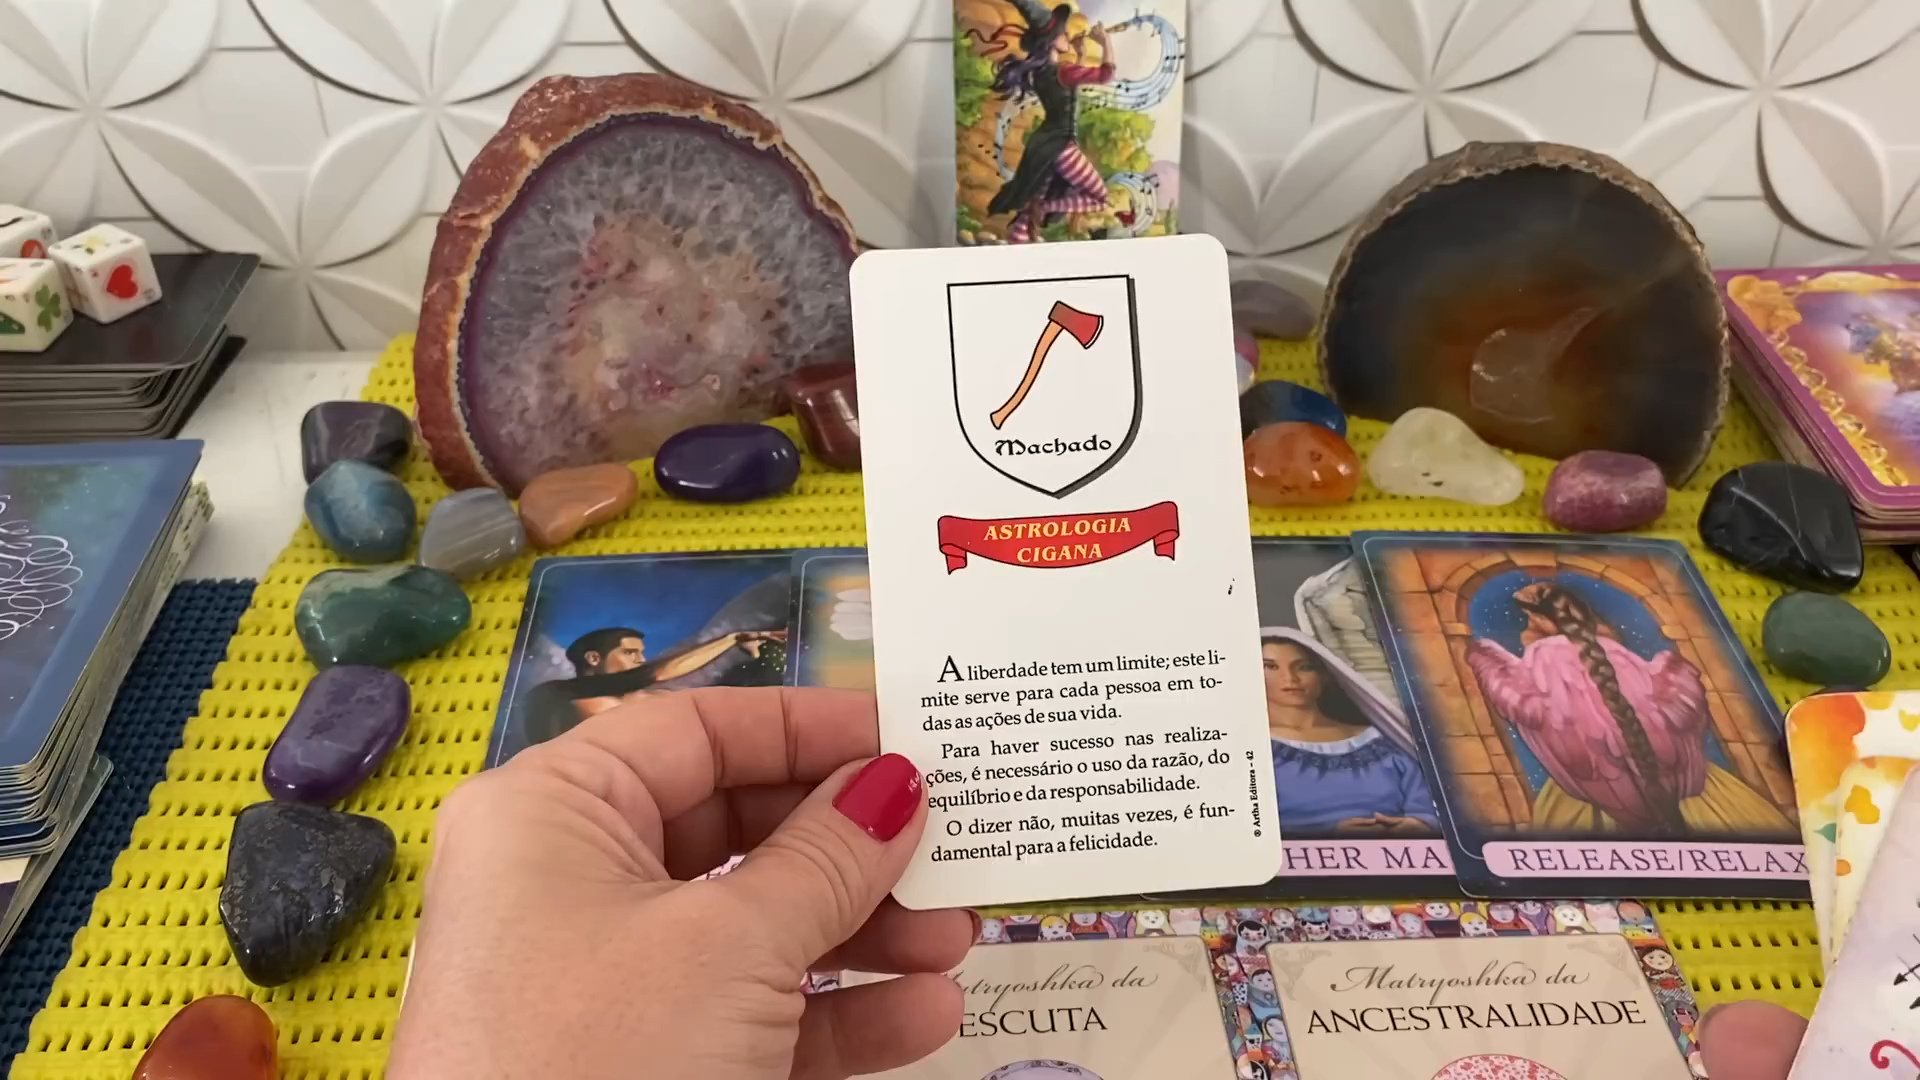 Machado
ASTROLOGIA
CIGANA
A liberdade tem um limite; este li-
mite serve para cada pessoa em to-
das as ações de sua vida.
Para haver sucesso nas realiza-
ções, é necessário o uso da razão, do
equilíbrio e da responsabilidade.
O dizer não, muitas vezes, é fun-
damental para a felicidade.
® Artha Editora - 42
HER MA
RELEASE/RELAX
Matryoshka da
ANCESTRALIDADE
da
ESCUTA